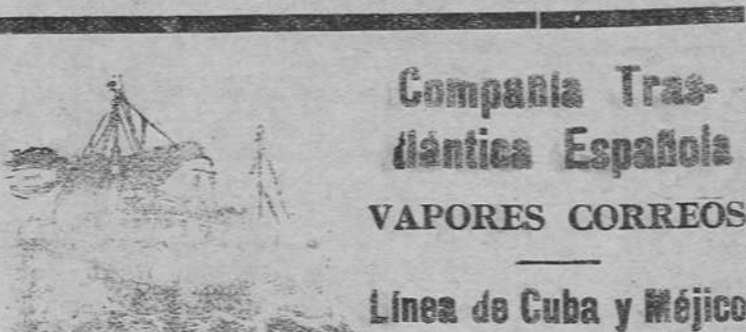 Compañía Tras-
atlántica Española
VAPORES CORREOS
Línea de Cuba y Méjico